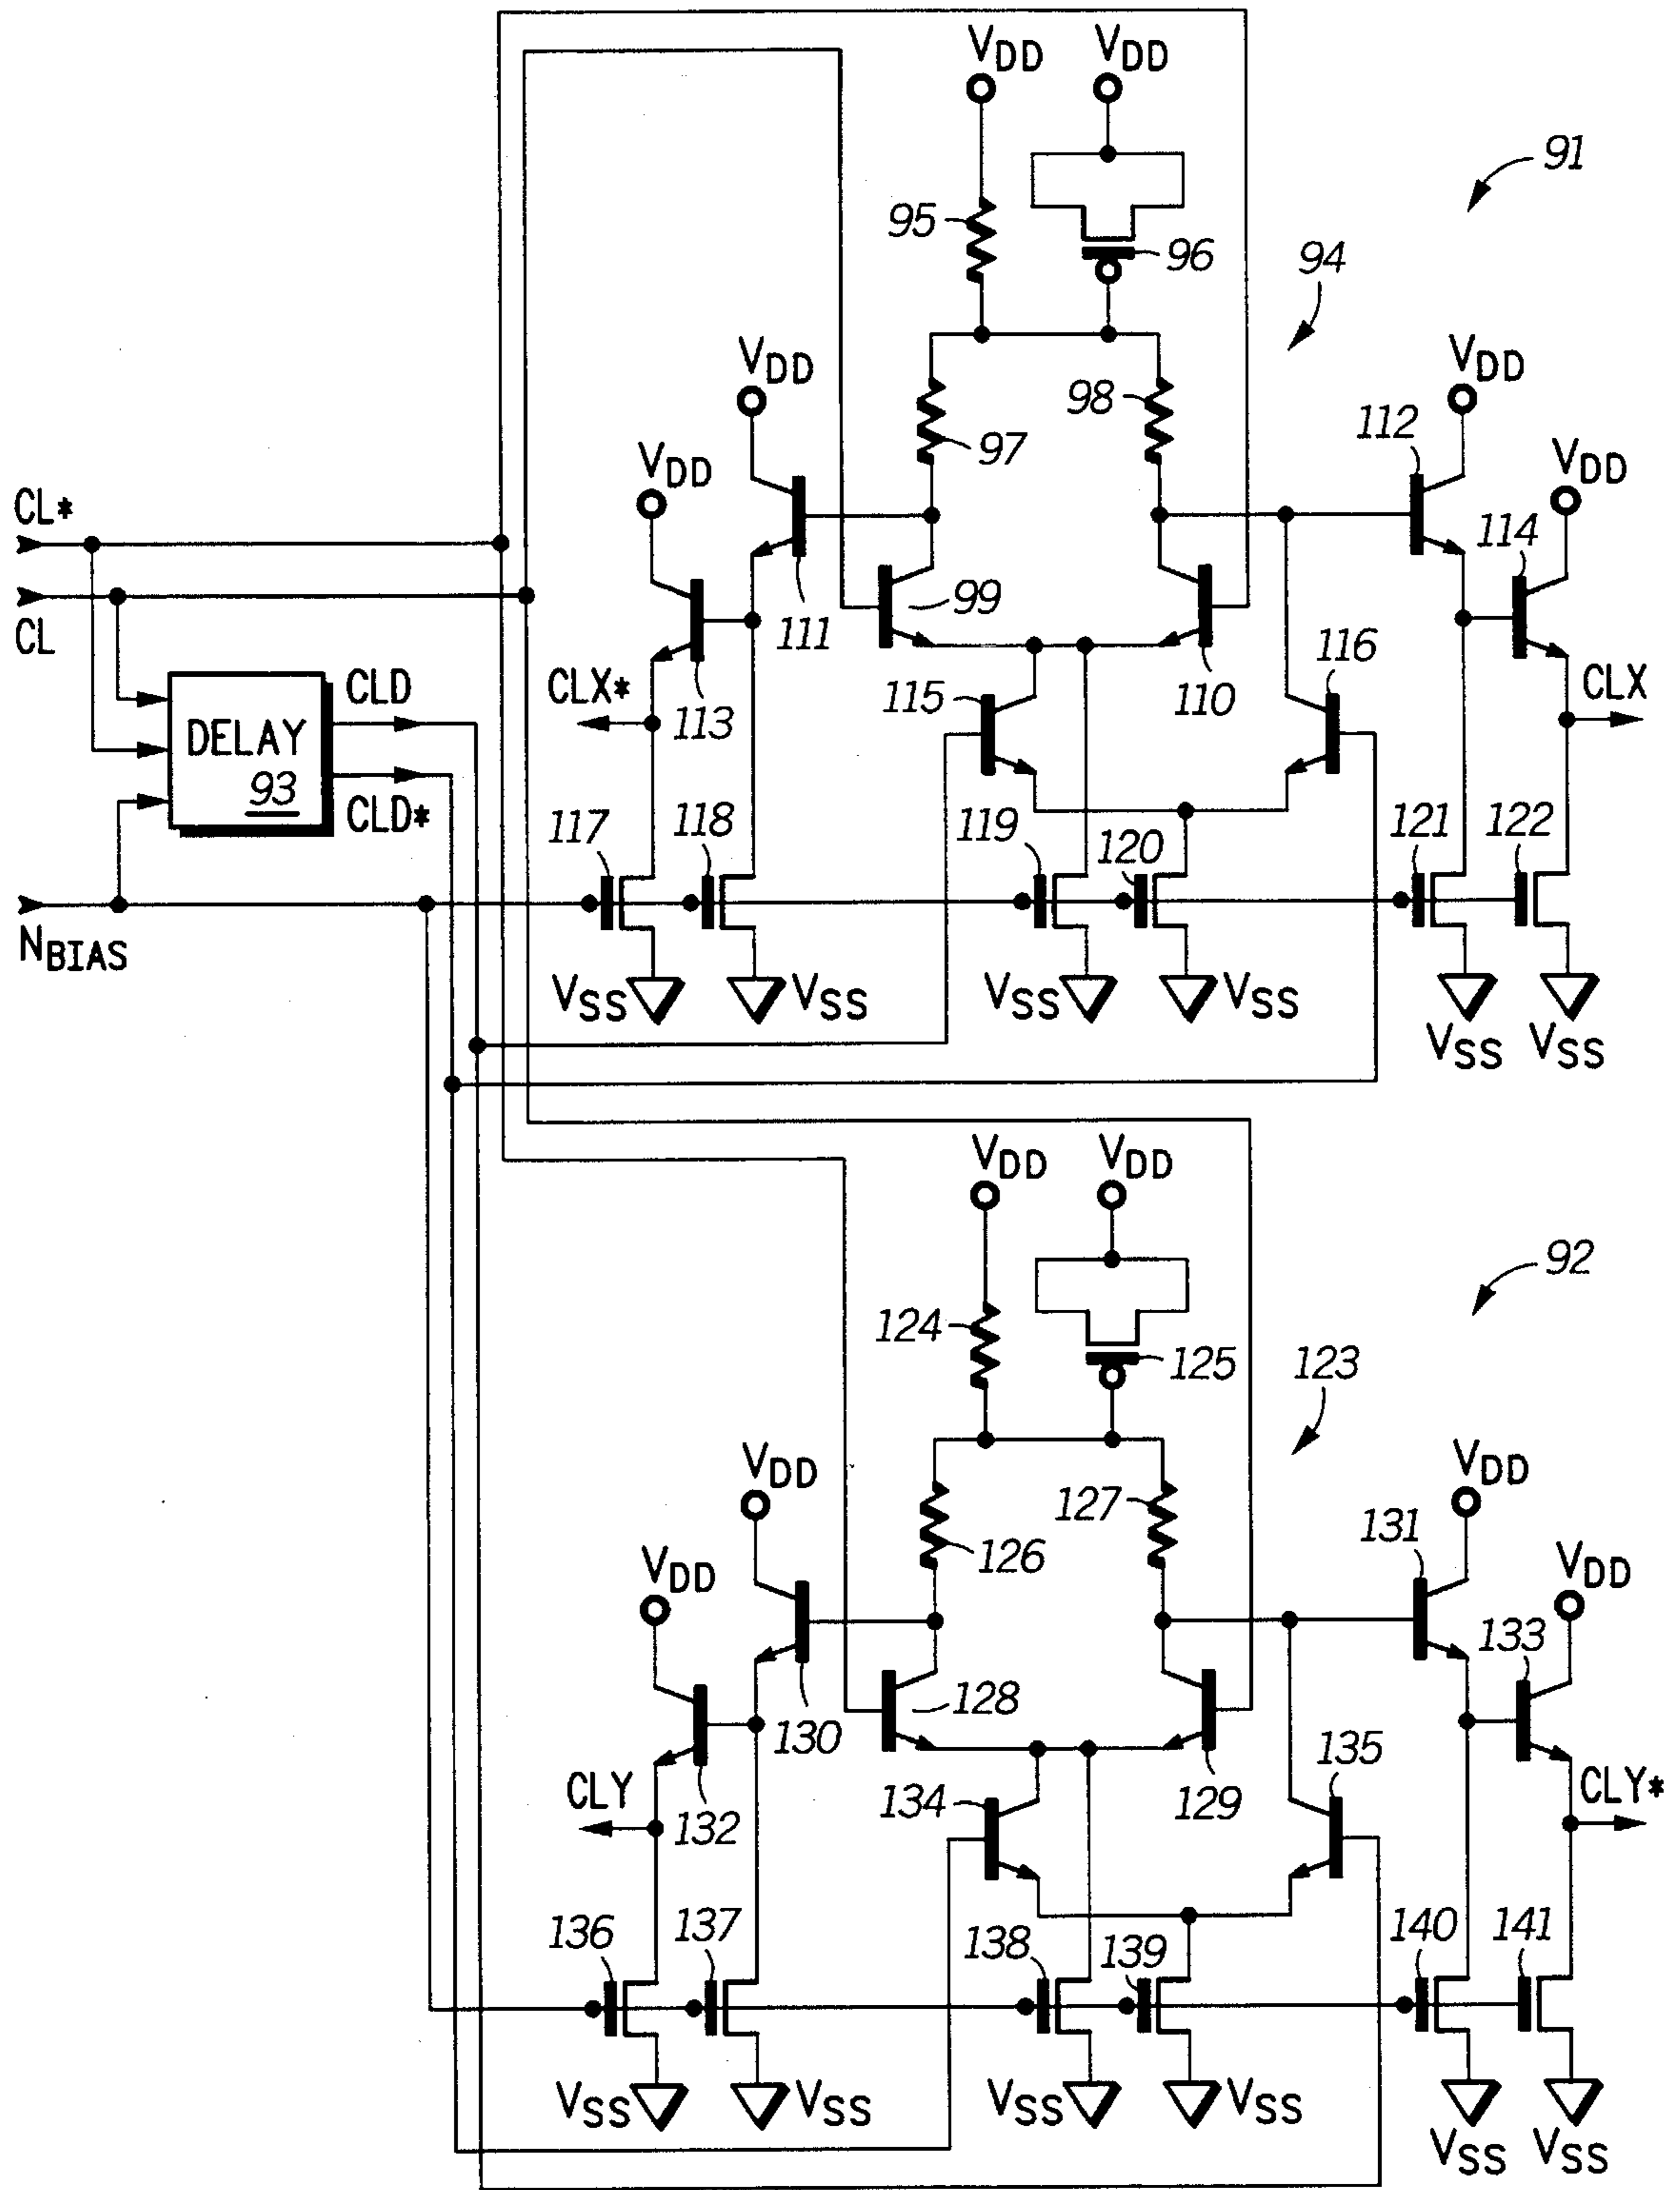 VDD VDD
91
95
96
94
VDD
VDD
98
112
97
VDD
VDD
CL*
114
99
CL
111
116
CLD
CLX*
115
CLX
113
110
DELAY
93
CLD*
117
118
119
120
121
122
NBIAS
VSS
VSS
VSS
VSS
VSS
VSS
VDD VDD
92
124
125
123
VDD
VDD
127
131
126
VDD
VDD
133
128
130
135
CLY
134
CLY*
132
129
136
137
138
139
140
141
VSS
VSS
VSS
VSS
VSS
VSS